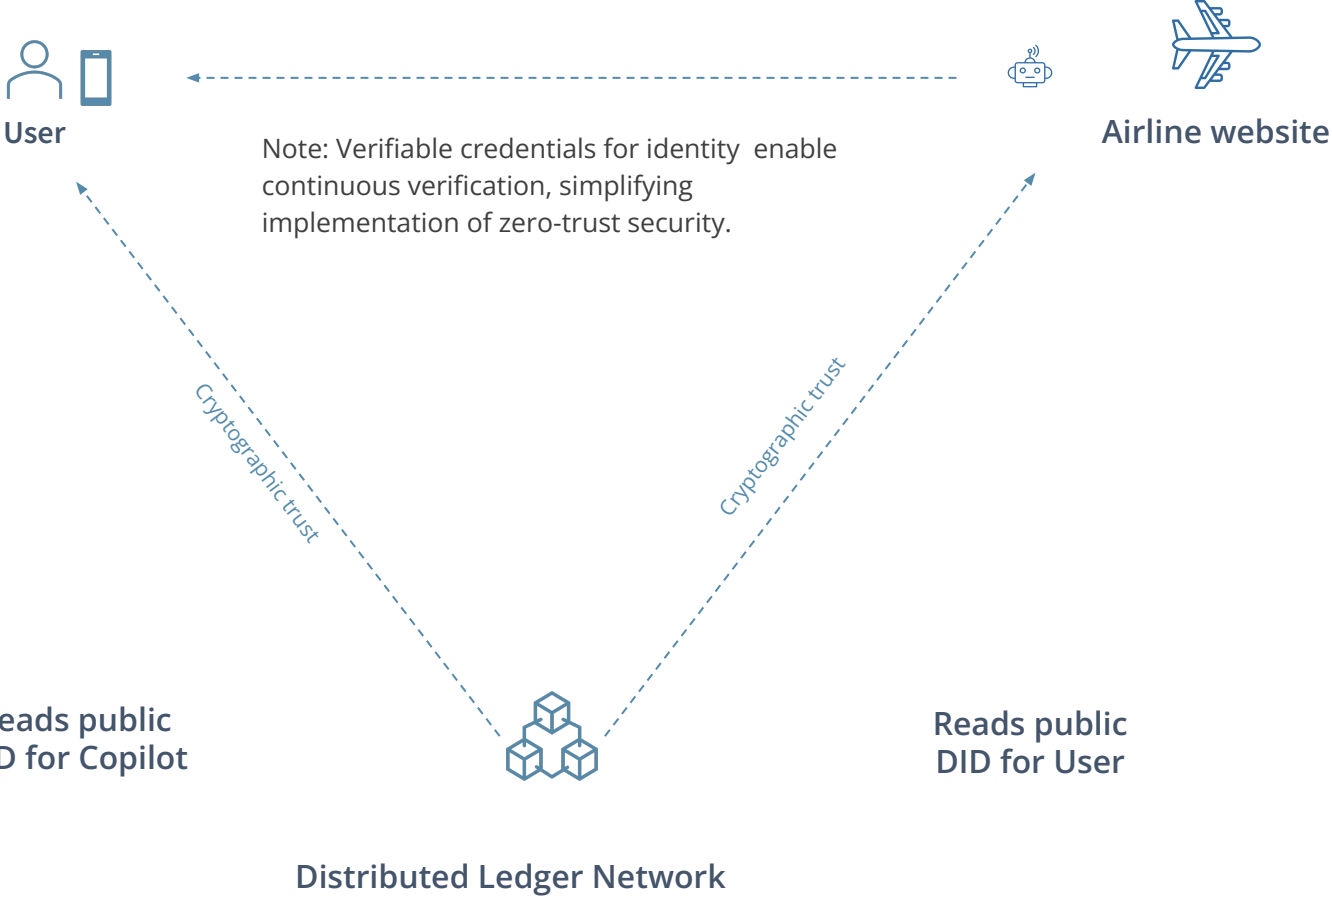 User
Airline website
Note: Verifiable credentials for identity  enable
continuous verification, simplifying
implementation of zero-trust security.
Cryptographic trust
Cryptographic trust
eads public
D for Copilot
Reads public
DID for User
Distributed Ledger Network